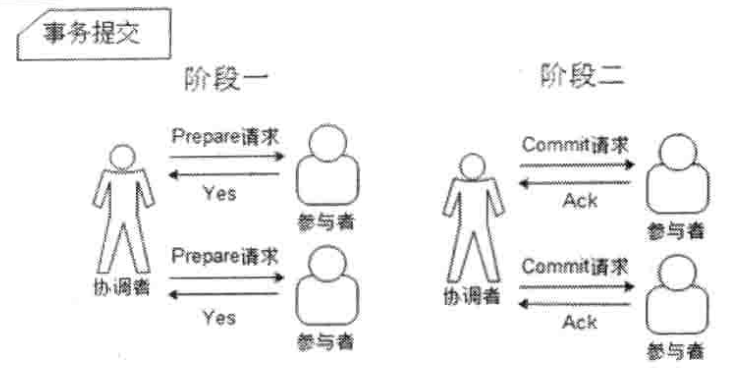 事务提交
阶段一
Prepare请求
Yes
参与者
Prepare请求
Yes
协调者
参与者
阶段二
Commit请求
Ack
参与者
Commit请求
Ack
协调者
参与者